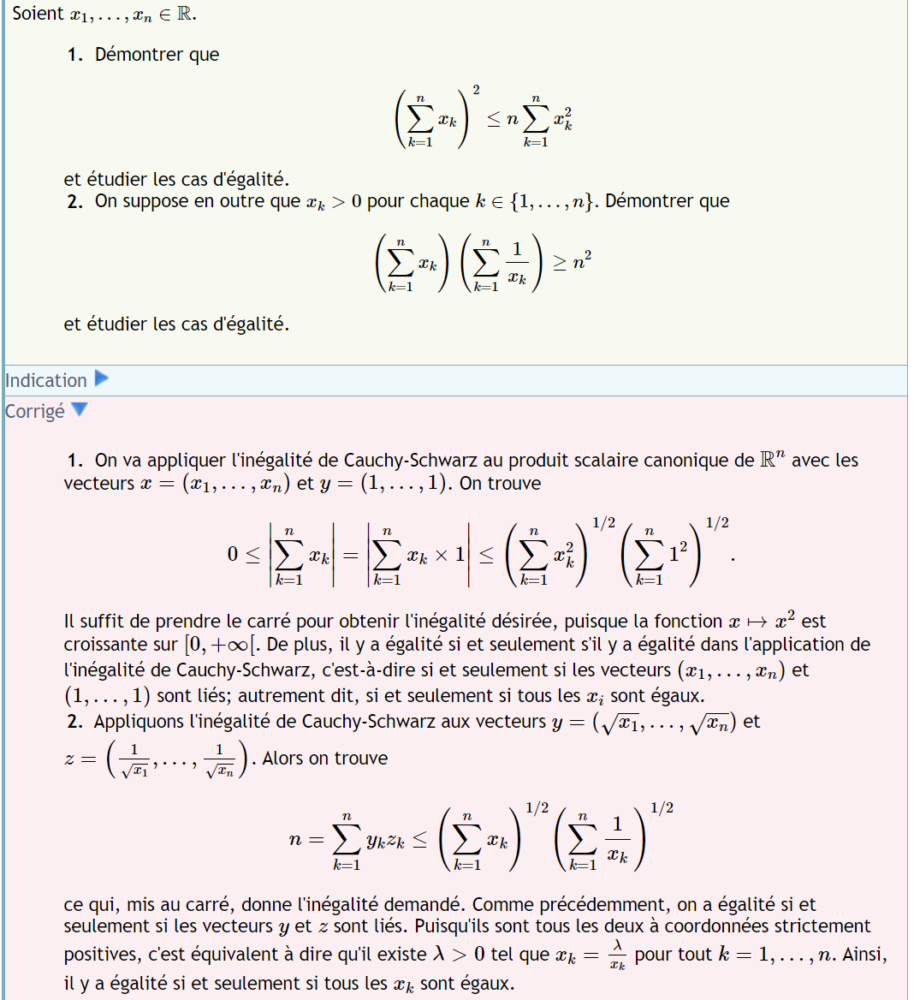 Soient $x_1, \ldots, x_n \in \mathbb{R}$.
1. Démontrer que
$$\left(\sum_{k=1}^{n} x_k\right)^2 \leq n \sum_{k=1}^{n} x_k^2$$
et étudier les cas d'égalité.
2. On suppose en outre que $x_k > 0$ pour chaque $k \in \{1, \ldots, n\}$. Démontrer que
$$\left(\sum_{k=1}^{n} x_k\right)\left(\sum_{k=1}^{n} \frac{1}{x_k}\right) \geq n^2$$
et étudier les cas d'égalité.
Indication
Corrigé
1. On va appliquer l'inégalité de Cauchy-Schwarz au produit scalaire canonique de $\mathbb{R}^n$ avec les
vecteurs $x = (x_1, \ldots, x_n)$ et $y = (1, \ldots, 1)$. On trouve
$$0 \leq \left|\sum_{k=1}^{n} x_k\right| = \left|\sum_{k=1}^{n} x_k \times 1\right| \leq \left(\sum_{k=1}^{n} x_k^2\right)^{1/2} \left(\sum_{k=1}^{n} 1^2\right)^{1/2}.$$
Il suffit de prendre le carré pour obtenir l'inégalité désirée, puisque la fonction $x \mapsto x^2$ est
croissante sur $[0, +\infty[$. De plus, il y a égalité si et seulement s'il y a égalité dans l'application de
l'inégalité de Cauchy-Schwarz, c'est-à-dire si et seulement si les vecteurs $(x_1, \ldots, x_n)$ et
$(1, \ldots, 1)$ sont liés; autrement dit, si et seulement si tous les $x_i$ sont égaux.
2. Appliquons l'inégalité de Cauchy-Schwarz aux vecteurs $y = (\sqrt{x_1}, \ldots, \sqrt{x_n})$ et
$z = \left(\frac{1}{\sqrt{x_1}}, \ldots, \frac{1}{\sqrt{x_n}}\right)$. Alors on trouve
$$n = \sum_{k=1}^{n} y_k z_k \leq \left(\sum_{k=1}^{n} x_k\right)^{1/2} \left(\sum_{k=1}^{n} \frac{1}{x_k}\right)^{1/2}$$
ce qui, mis au carré, donne l'inégalité demandé. Comme précédemment, on a égalité si et
seulement si les vecteurs $y$ et $z$ sont liés. Puisqu'ils sont tous les deux à coordonnées strictement
positives, c'est équivalent à dire qu'il existe $\lambda > 0$ tel que $x_k = \frac{\lambda}{x_k}$ pour tout $k = 1, \ldots, n$. Ainsi,
il y a égalité si et seulement si tous les $x_k$ sont égaux.